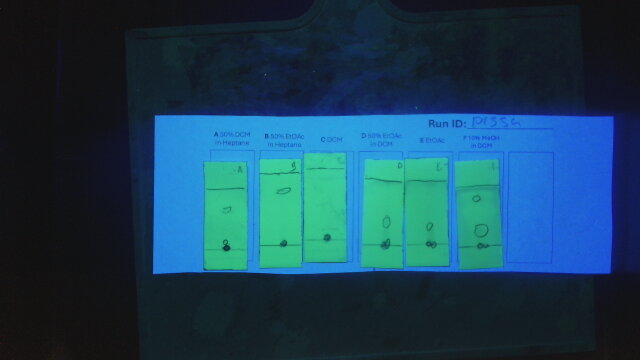 Run ID:
A 50% DCM
in Heptane
B 50% EtOAc
in Heptane
C DCM
D 50% EtOAc
in DCM
E EtOAc
F 10% MeOH
in DCM
A
B
D